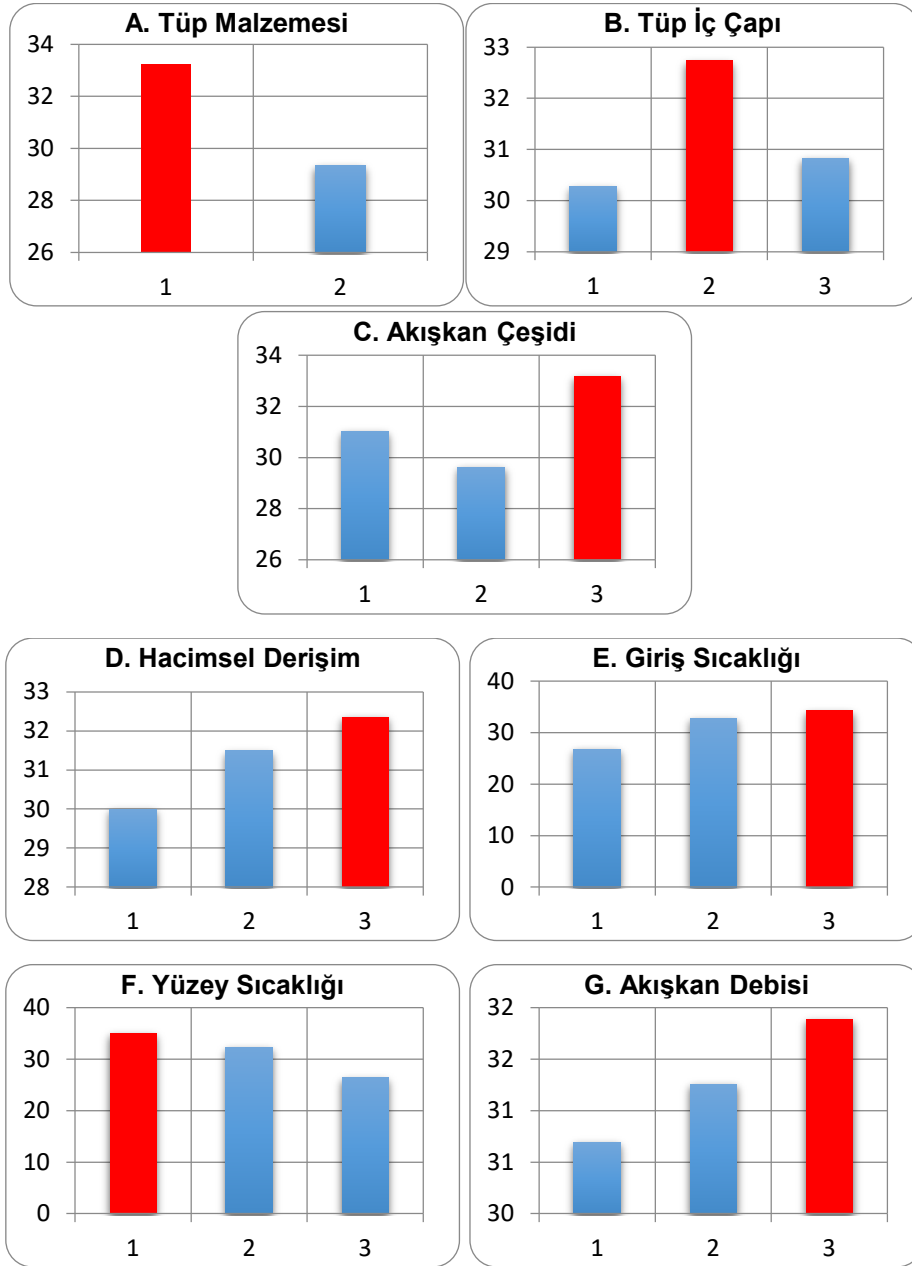 A. Tüp Malzemesi
34
32
30
28
26
1 2
B. Tüp İç Çapı
33
32
31
30
29
1 2 3
C. Akışkan Çeşidi
34
32
30
28
26
1 2 3
D. Hacimsel Derişim
33
32
31
30
29
28
1 2 3
E. Giriş Sıcaklığı
40
30
20
10
0
1 2 3
F. Yüzey Sıcaklığı
40
30
20
10
0
1 2 3
G. Akışkan Debisi
32
32
31
31
30
1 2 3